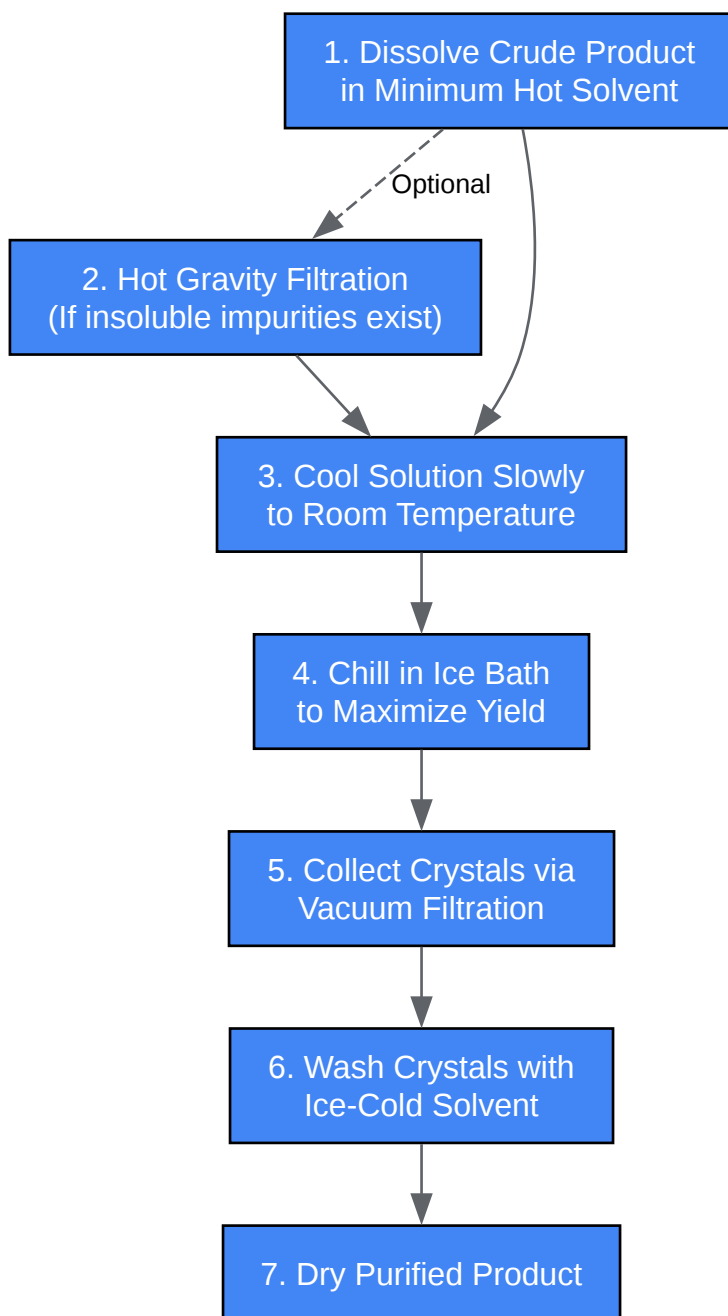 1. Dissolve Crude Product
in Minimum Hot Solvent
Optional
2. Hot Gravity Filtration
(If insoluble impurities exist)
3. Cool Solution Slowly
to Room Temperature
4. Chill in Ice Bath
to Maximize Yield
5. Collect Crystals via
Vacuum Filtration
6. Wash Crystals with
Ice-Cold Solvent
7. Dry Purified Product